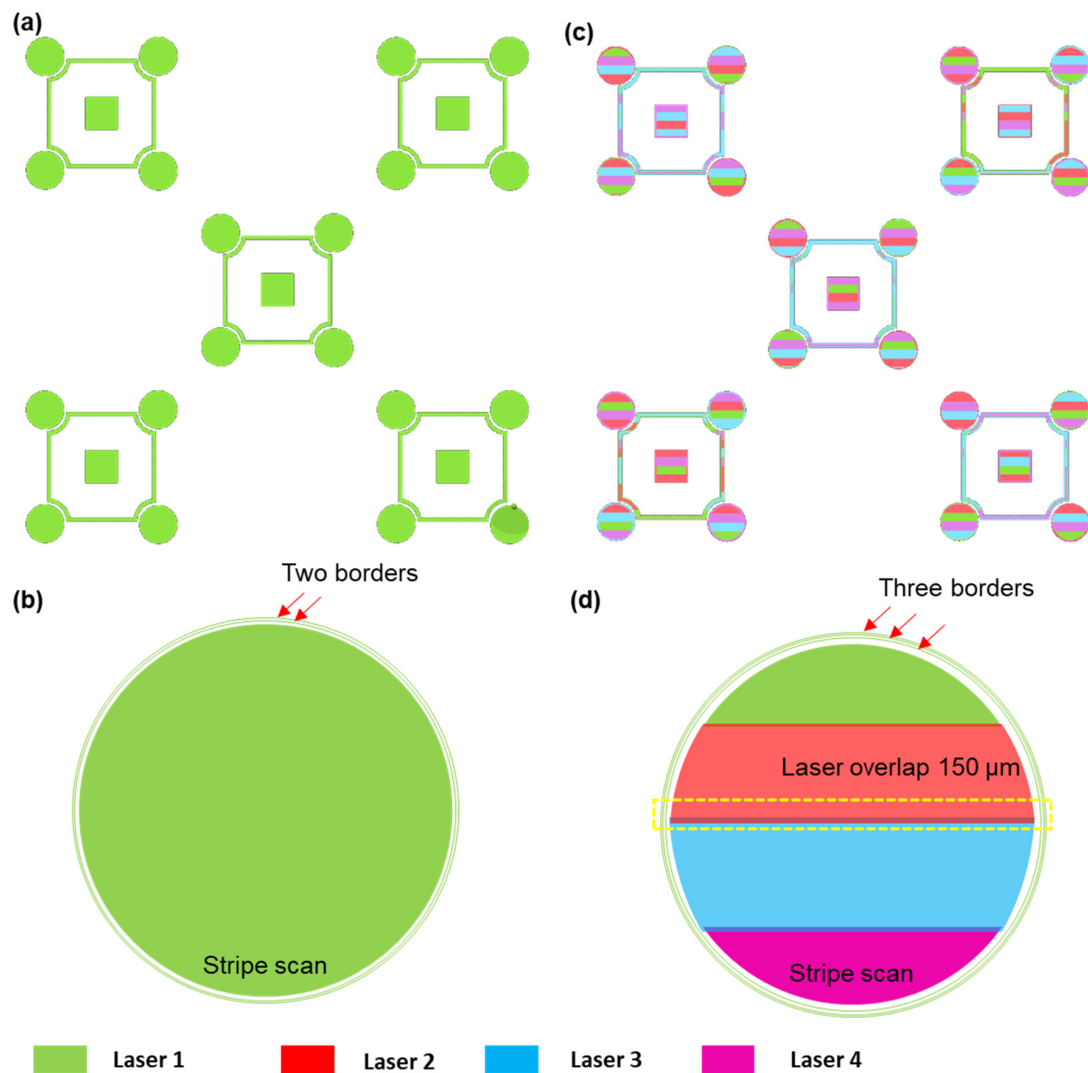 (a)
(c)
(b)
Two borders
Stripe scan
(d)
Three borders
Laser overlap 150 µm
Stripe scan
Laser 1
Laser 2
Laser 3
Laser 4